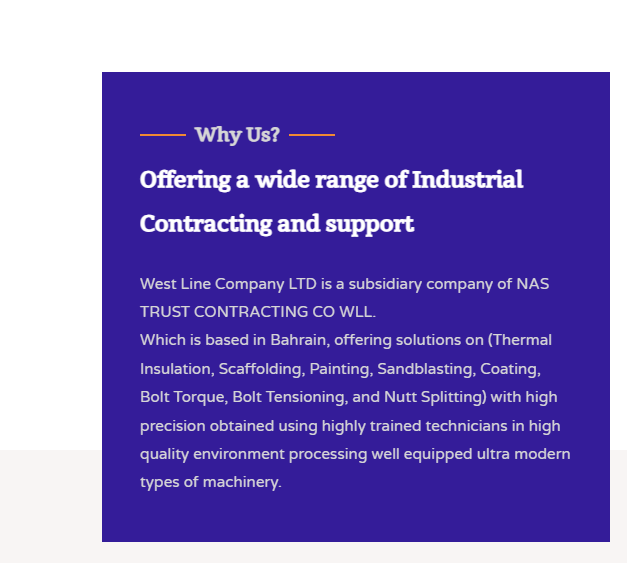 Why Us?
Offering a wide range of Industrial
Contracting and support
West Line Company LTD is a subsidiary company of NAS
TRUST CONTRACTING CO WLL.
Which is based in Bahrain, offering solutions on (Thermal
Insulation, Scaffolding, Painting, Sandblasting, Coating,
Bolt Torque, Bolt Tensioning, and Nutt Splitting) with high
precision obtained using highly trained technicians in high
quality environment processing well equipped ultra modern
types of machinery.